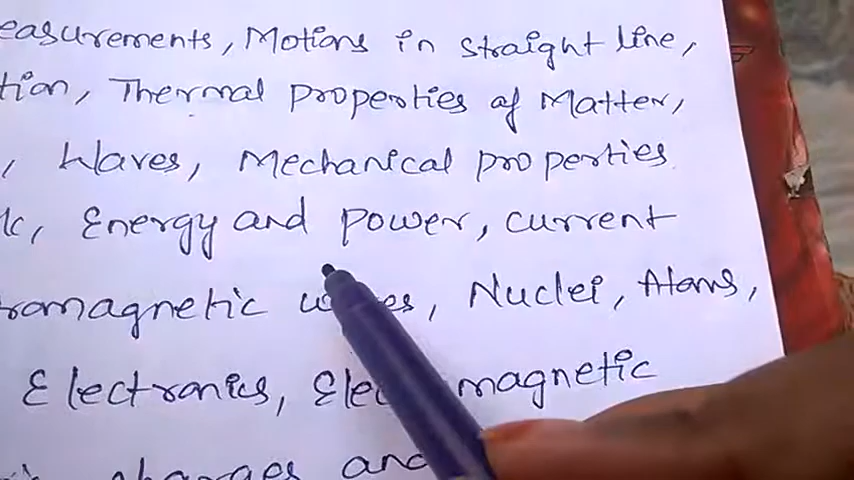 easurements, Motions in straight line,
tion, Thermal properties of Matter,
, Waves, Mechanical properties
, Energy and power, current
romagnetic, Nuclei, Atoms,
Electronics, magnetic
and